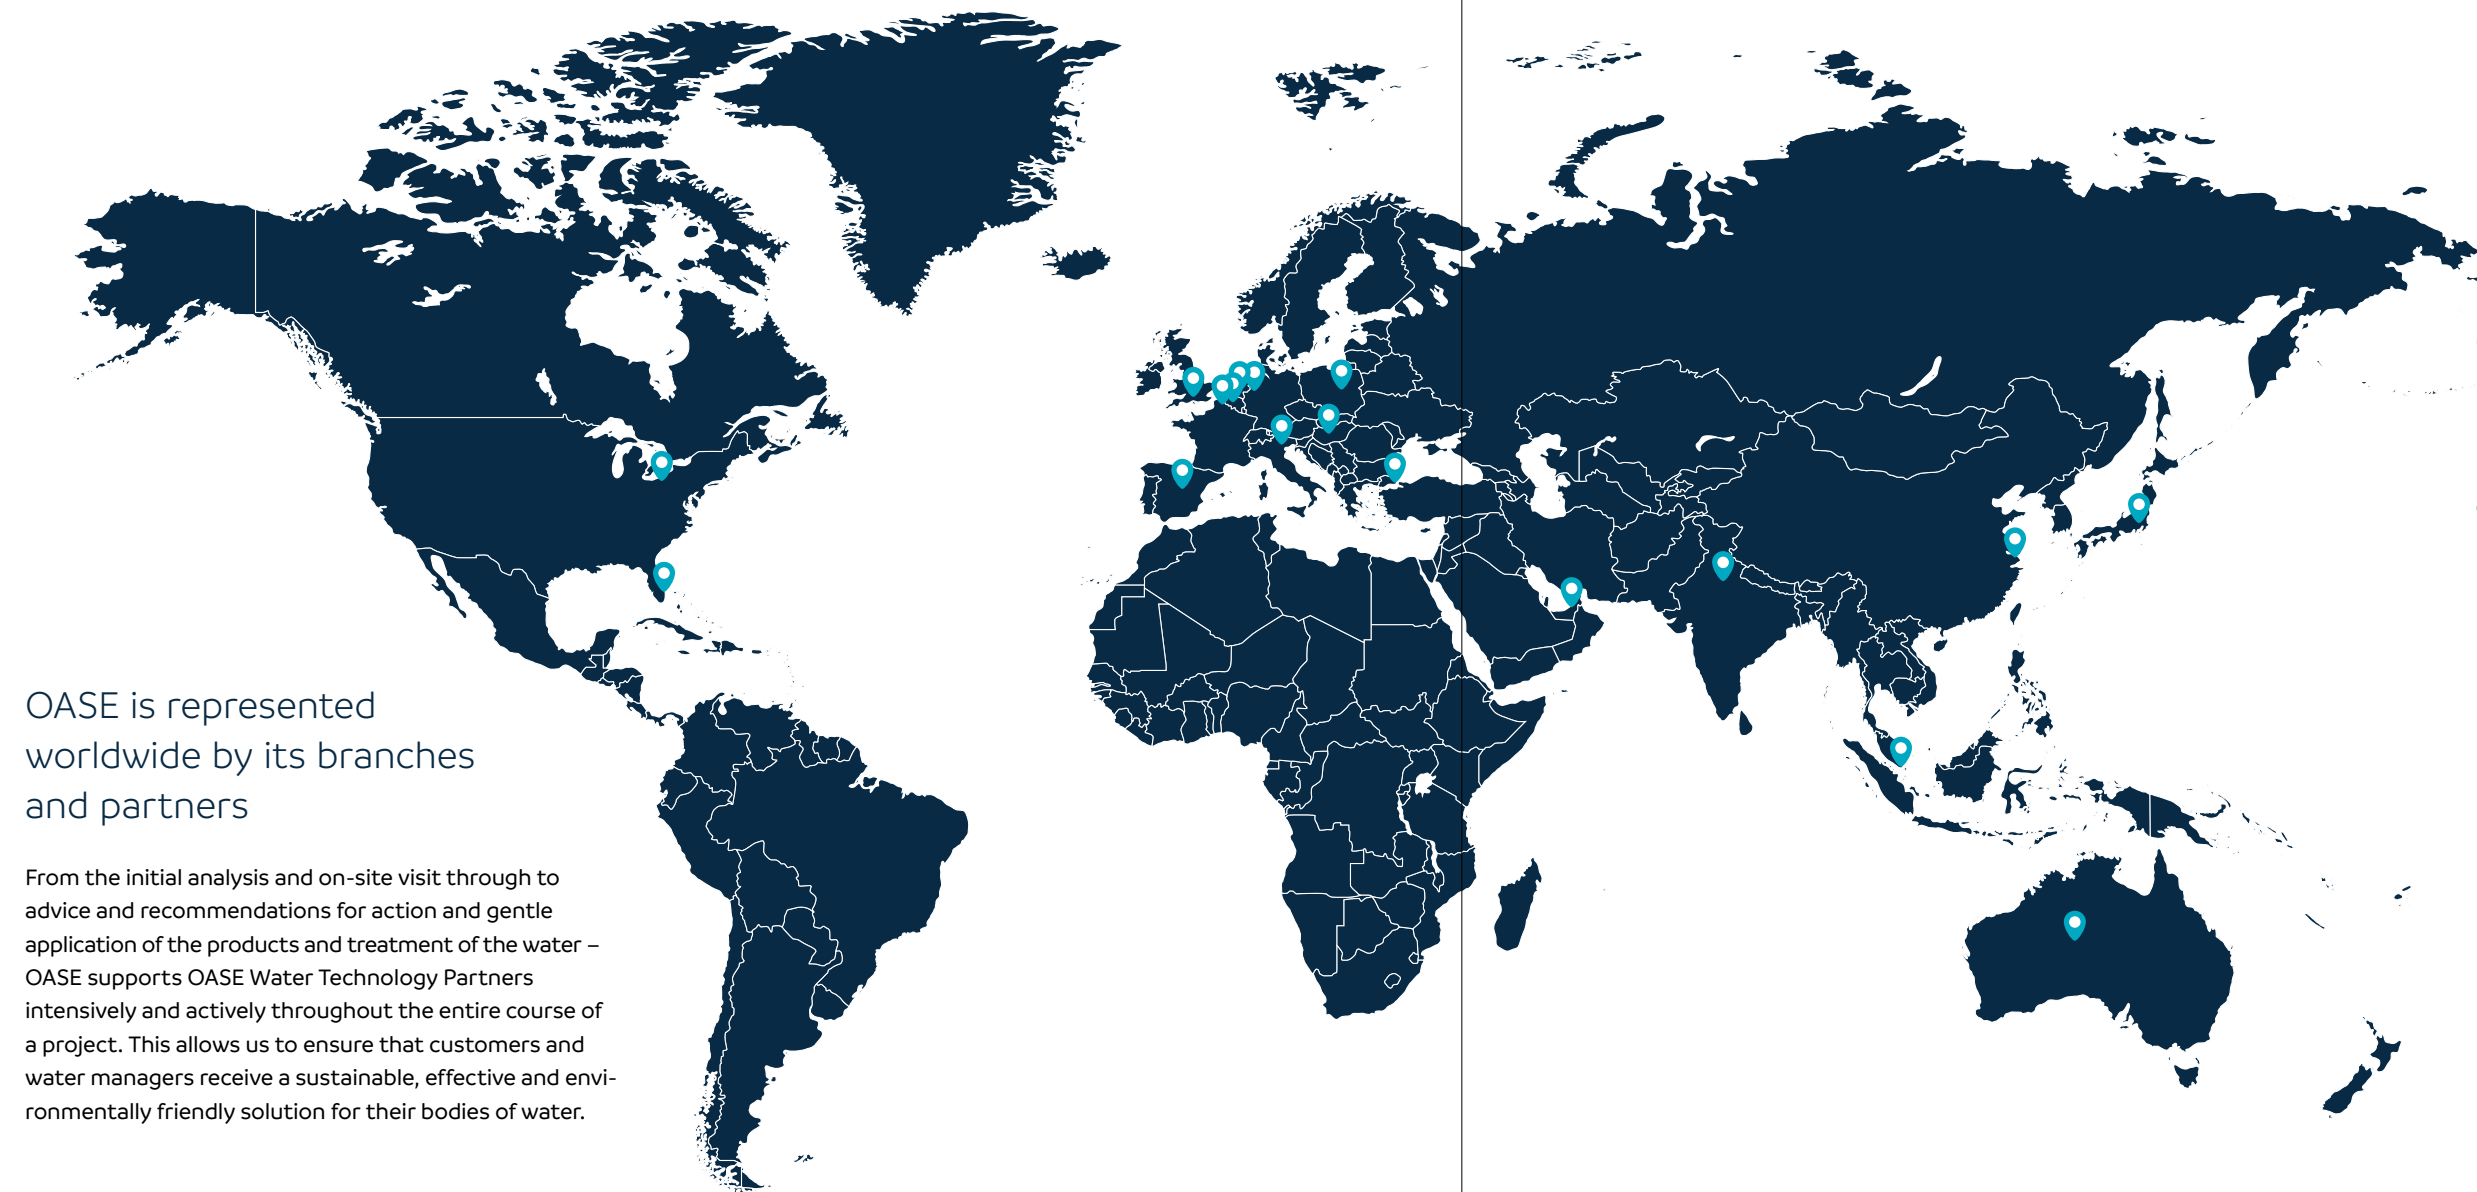 OASE is represented
worldwide by its branches
and partners
From the initial analysis and on-site visit through to
advice and recommendations for action and gentle
application of the products and treatment of the water –
OASE supports OASE Water Technology Partners
intensively and actively throughout the entire course of
a project. This allows us to ensure that customers and
water managers receive a sustainable, effective and envi-
ronmentally friendly solution for their bodies of water.